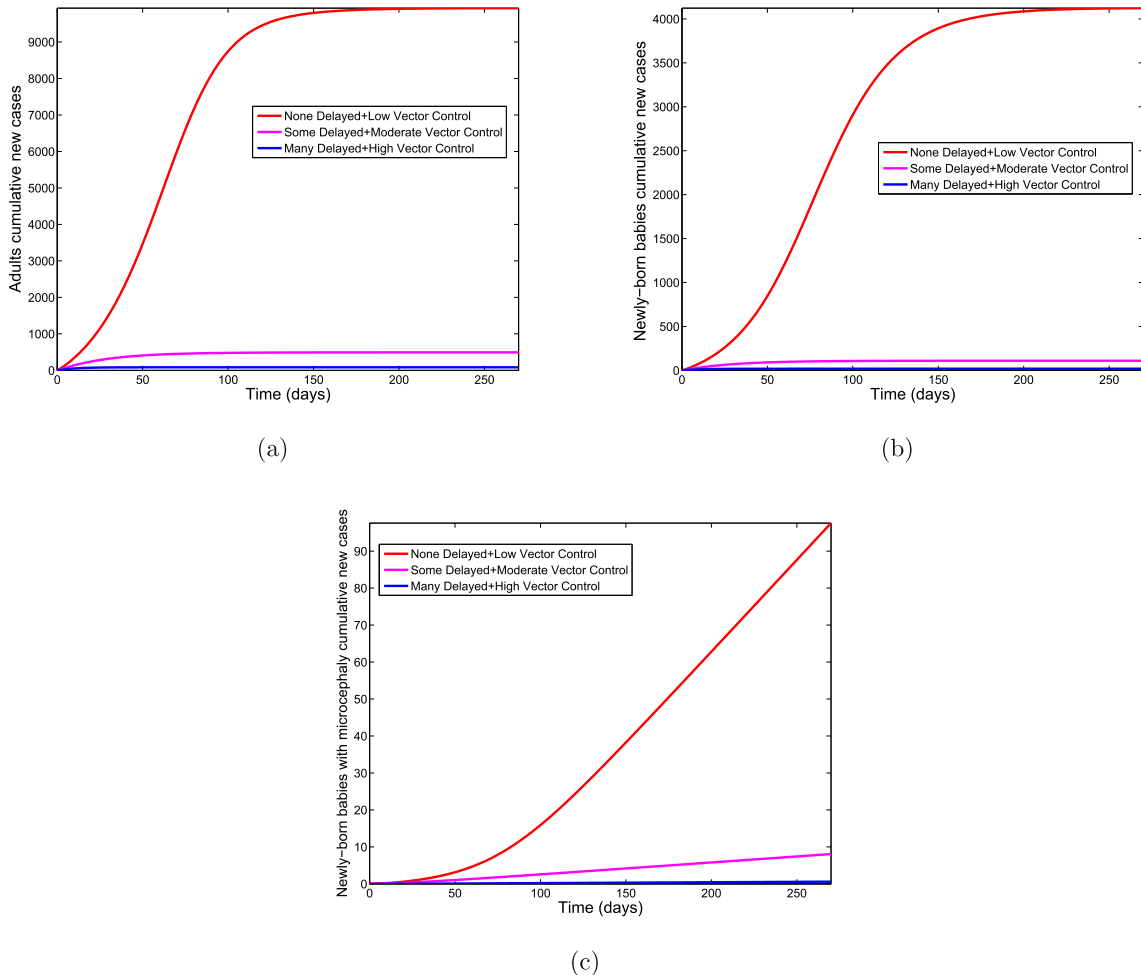 Adults cumulative new cases
9000
8000
7000
6000
5000
4000
3000
2000
1000
0
None Delayed+Low Vector Control
Some Delayed+Moderate Vector Control
Many Delayed+High Vector Control
0 50 100 150 200 250
Time (days)
(a)
Newly−born babies cumulative new cases
4000
3500
3000
2500
2000
1500
1000
500
0
None Delayed+Low Vector Control
Some Delayed+Moderate Vector Control
Many Delayed+High Vector Control
0 50 100 150 200 250
Time (days)
(b)
Newly−born babies with microcephaly cumulative new cases
90
80
70
60
50
40
30
20
10
0
None Delayed+Low Vector Control
Some Delayed+Moderate Vector Control
Many Delayed+High Vector Control
0 50 100 150 200 250
Time (days)
(c)